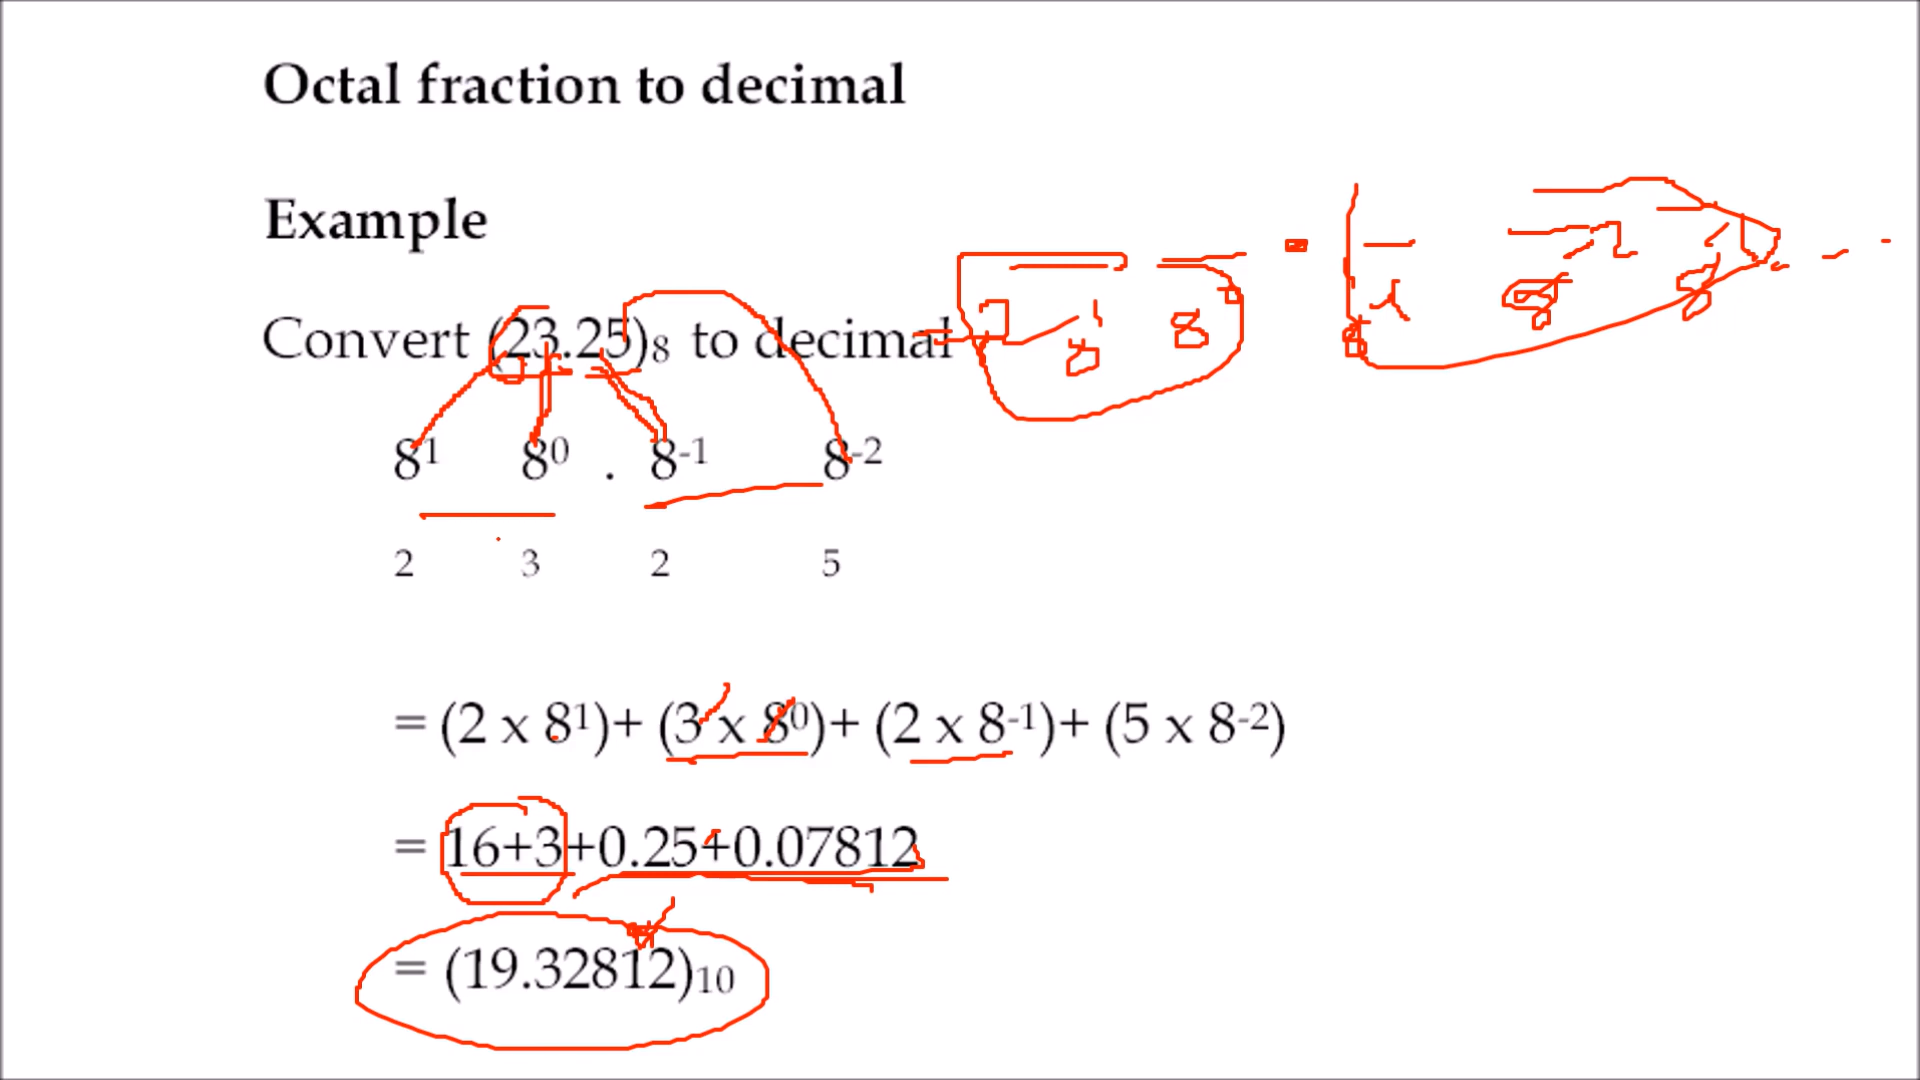 Octal fraction to decimal
Example
Convert (23.25)₈ to decimal
8¹ 8⁰ . 8⁻¹ 8⁻²
2 3 2 5
= (2 x 8¹)+ (3 x 8⁰)+ (2 x 8⁻¹)+ (5 x 8⁻²)
= 16+3+0.25+0.07812
= (19.32812)₁₀